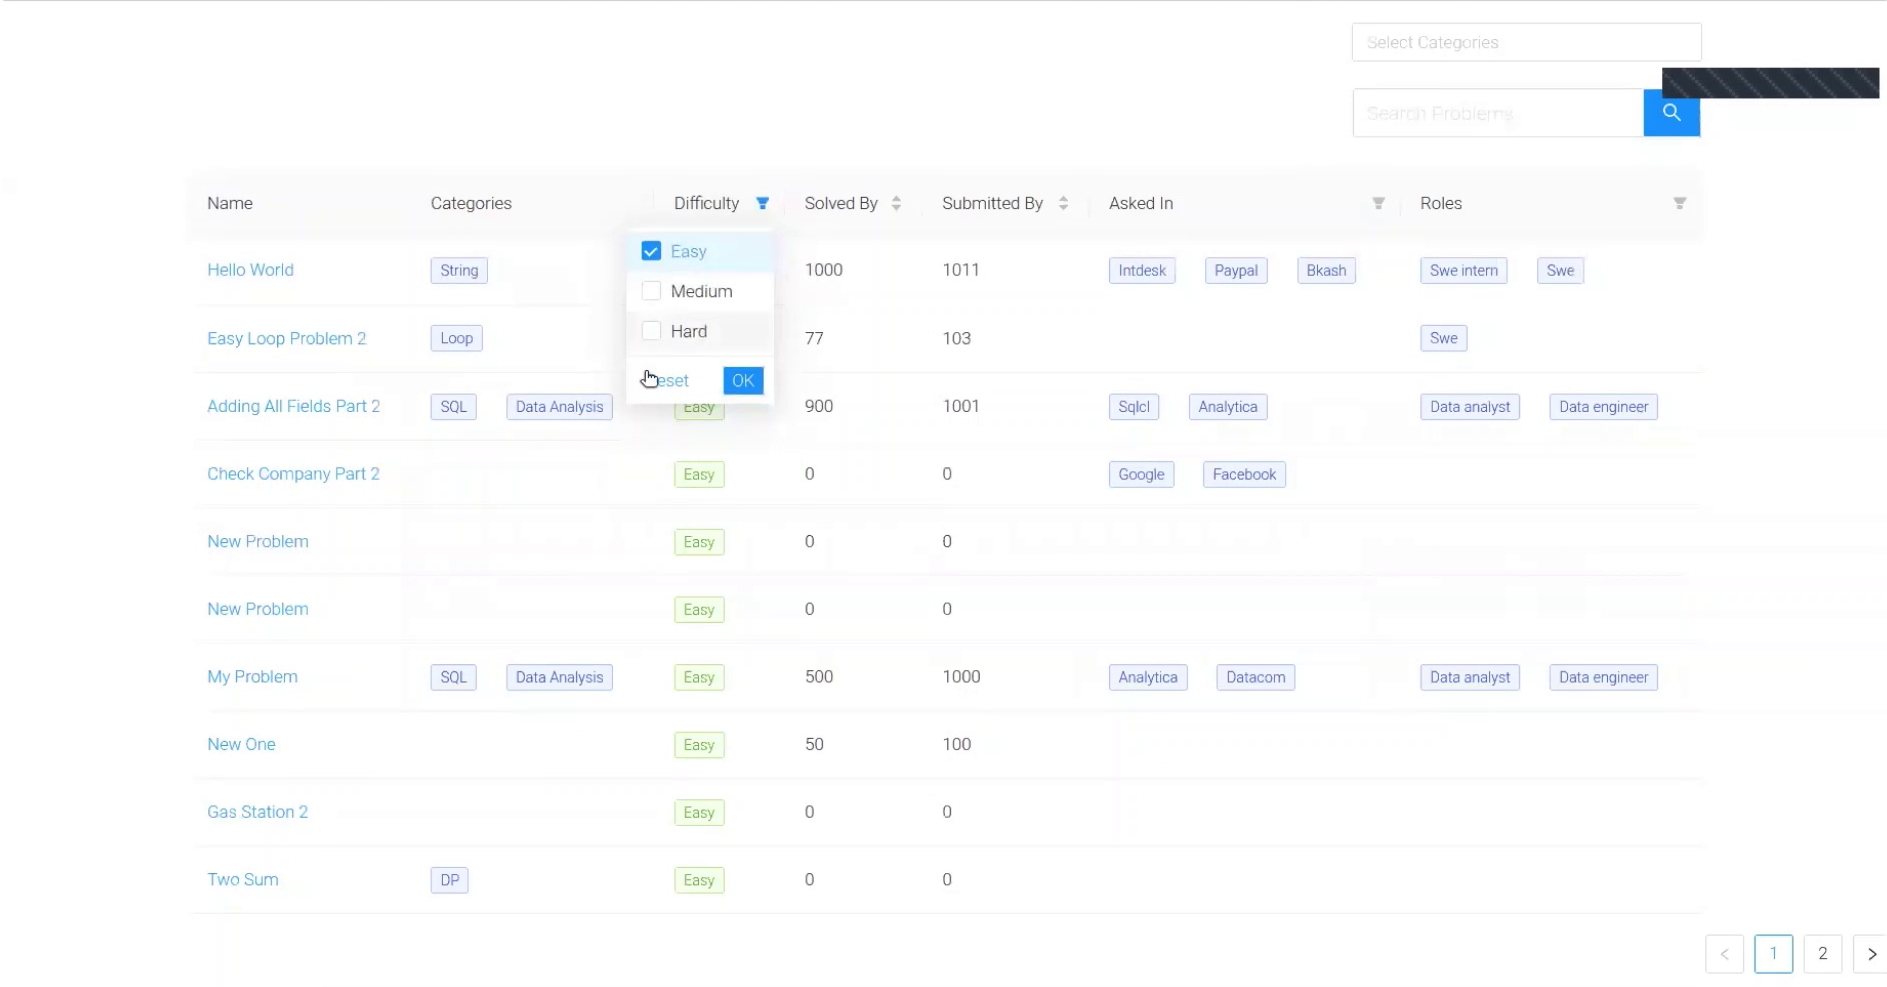 Select Categories
Search Problems
Name Categories Difficulty Solved By Submitted By Asked In Roles
Easy
Hello World String 1000 1011 Intdesk Paypal Bkash Swe intern Swe
Medium
Hard
Easy Loop Problem 2 Loop 77 103 Swe
eset OK
Adding All Fields Part 2 SQL Data Analysis Easy 900 1001 Sqlcl Analytica Data analyst Data engineer
Check Company Part 2 Easy 0 0 Google Facebook
New Problem Easy 0 0
New Problem Easy 0 0
My Problem SQL Data Analysis Easy 500 1000 Analytica Datacom Data analyst Data engineer
New One Easy 50 100
Gas Station 2 Easy 0 0
Two Sum DP Easy 0 0
< 1 2 >